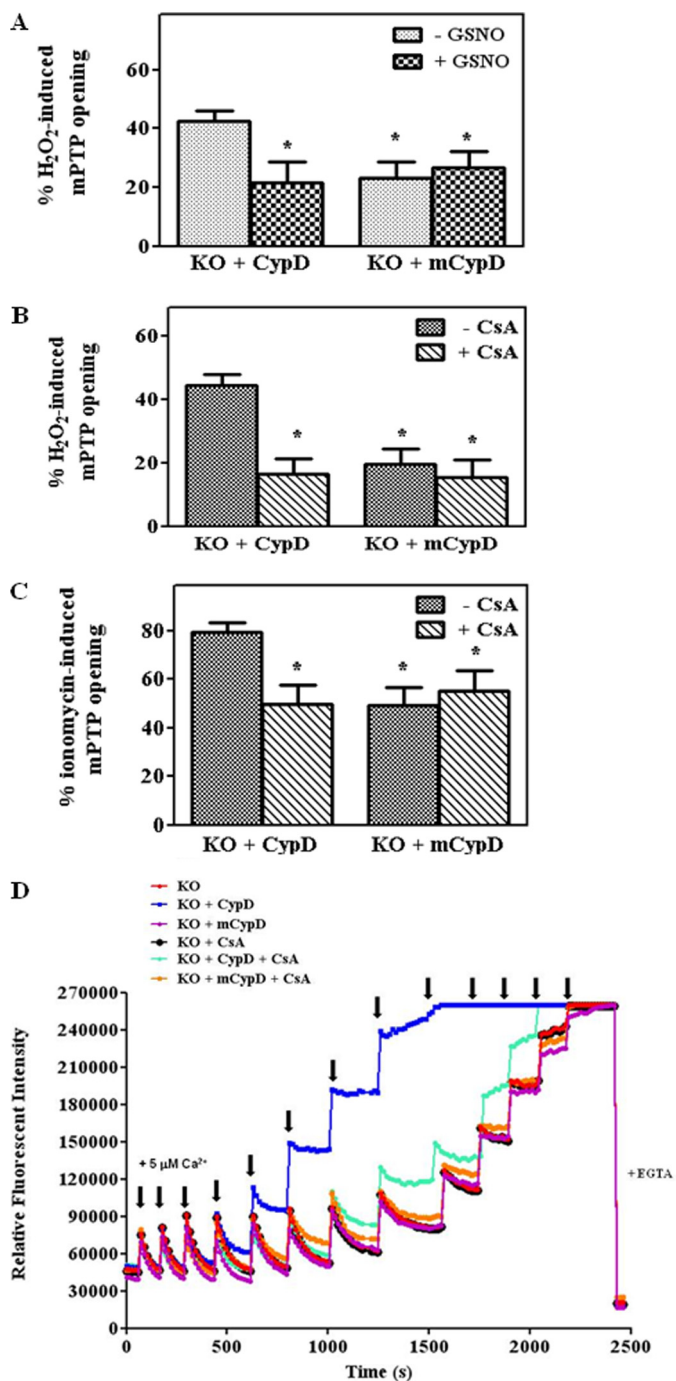 A
- GSNO
+ GSNO
% H₂O₂-induced
mPTP opening
60
40
20
0
*
*
*
KO + CypD
KO + mCypD
B
- CsA
+ CsA
% H₂O₂-induced
mPTP opening
60
40
20
0
*
*
*
KO + CypD
KO + mCypD
C
- CsA
+ CsA
% ionomycin-induced
mPTP opening
80
60
40
20
0
*
*
*
KO + CypD
KO + mCypD
D
KO
KO + CypD
KO + mCypD
KO + CsA
KO + CypD + CsA
KO + mCypD + CsA
Relative Fluorescent Intensity
270000
240000
210000
180000
150000
120000
90000
60000
30000
0
+ 5 μM Ca²⁺
+EGTA
0
500
1000
1500
2000
2500
Time (s)